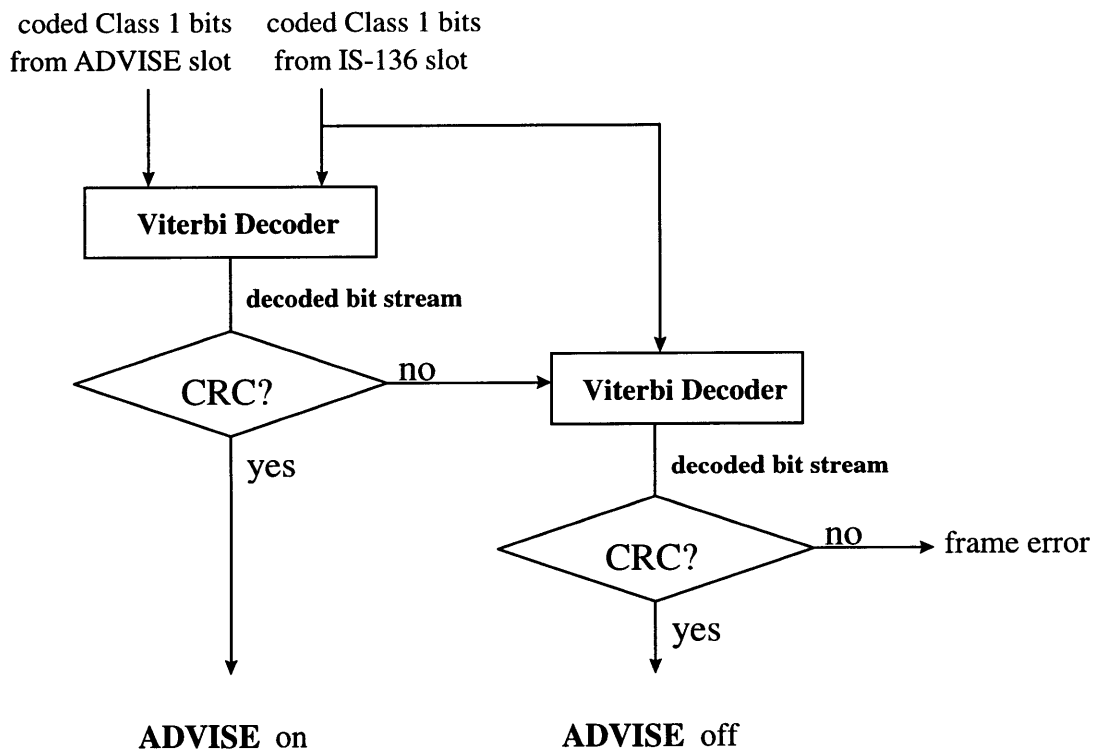 coded Class 1 bits
from ADVISE slot
coded Class 1 bits
from IS-136 slot
Viterbi Decoder
decoded bit stream
CRC?
no
yes
Viterbi Decoder
decoded bit stream
CRC?
no
frame error
yes
ADVISE on
ADVISE off